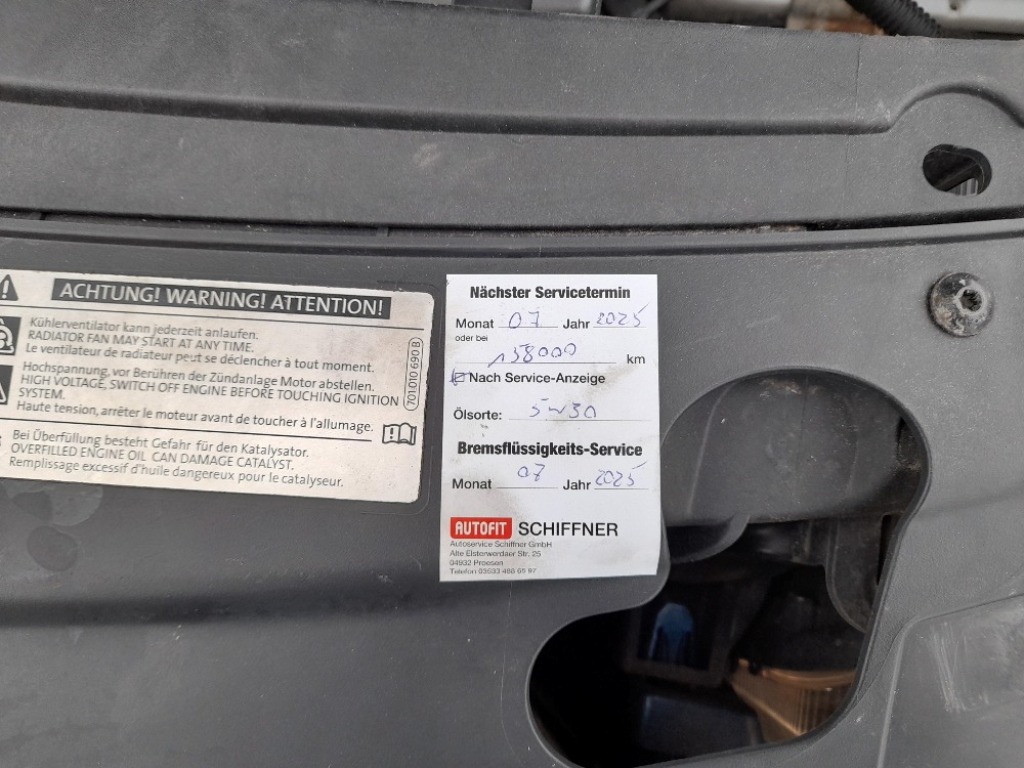 ACHTUNG! WARNING! ATTENTION!
Kühlerventilator kann jederzeit anlaufen.
RADIATOR FAN MAY START AT ANY TIME.
Le ventilateur de radiateur peut se déclencher à tout moment.
Hochspannung, vor Berühren der Zündanlage Motor abstellen.
HIGH VOLTAGE, SWITCH OFF ENGINE BEFORE TOUCHING IGNITION
SYSTEM.
Haute tension, arrêter le moteur avant de toucher à l'allumage.
Bei Überfüllung besteht Gefahr für den Katalysator.
OVERFILLED ENGINE OIL CAN DAMAGE CATALYST.
Remplissage excessif d'huile dangereux pour le catalyseur.
701 010 690 B
Nächster Servicetermin
Monat 07 Jahr 2025
oder bei
158000 km
Nach Service-Anzeige
Ölsorte: 5w30
Bremsflüssigkeits-Service
Monat 07 Jahr 2025
AUTOFIT SCHIFFNER
Autoservice Schiffner GmbH
Alte Elsterwerdaer Str. 25
04932 Proesen
Telefon